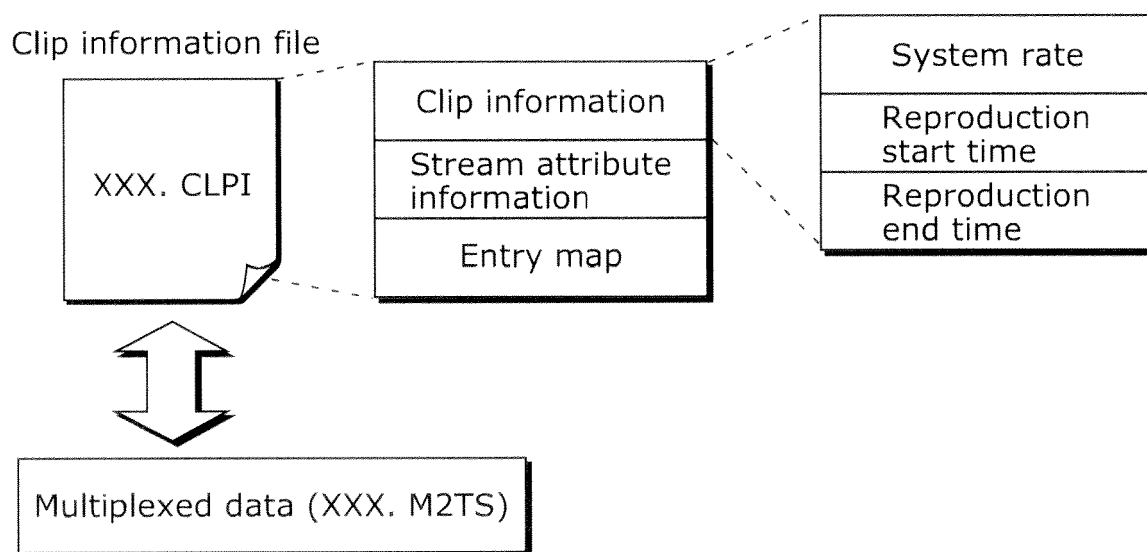 Clip information file
XXX. CLPI
Clip information
Stream attribute
information
Entry map
System rate
Reproduction
start time
Reproduction
end time
Multiplexed data (XXX. M2TS)